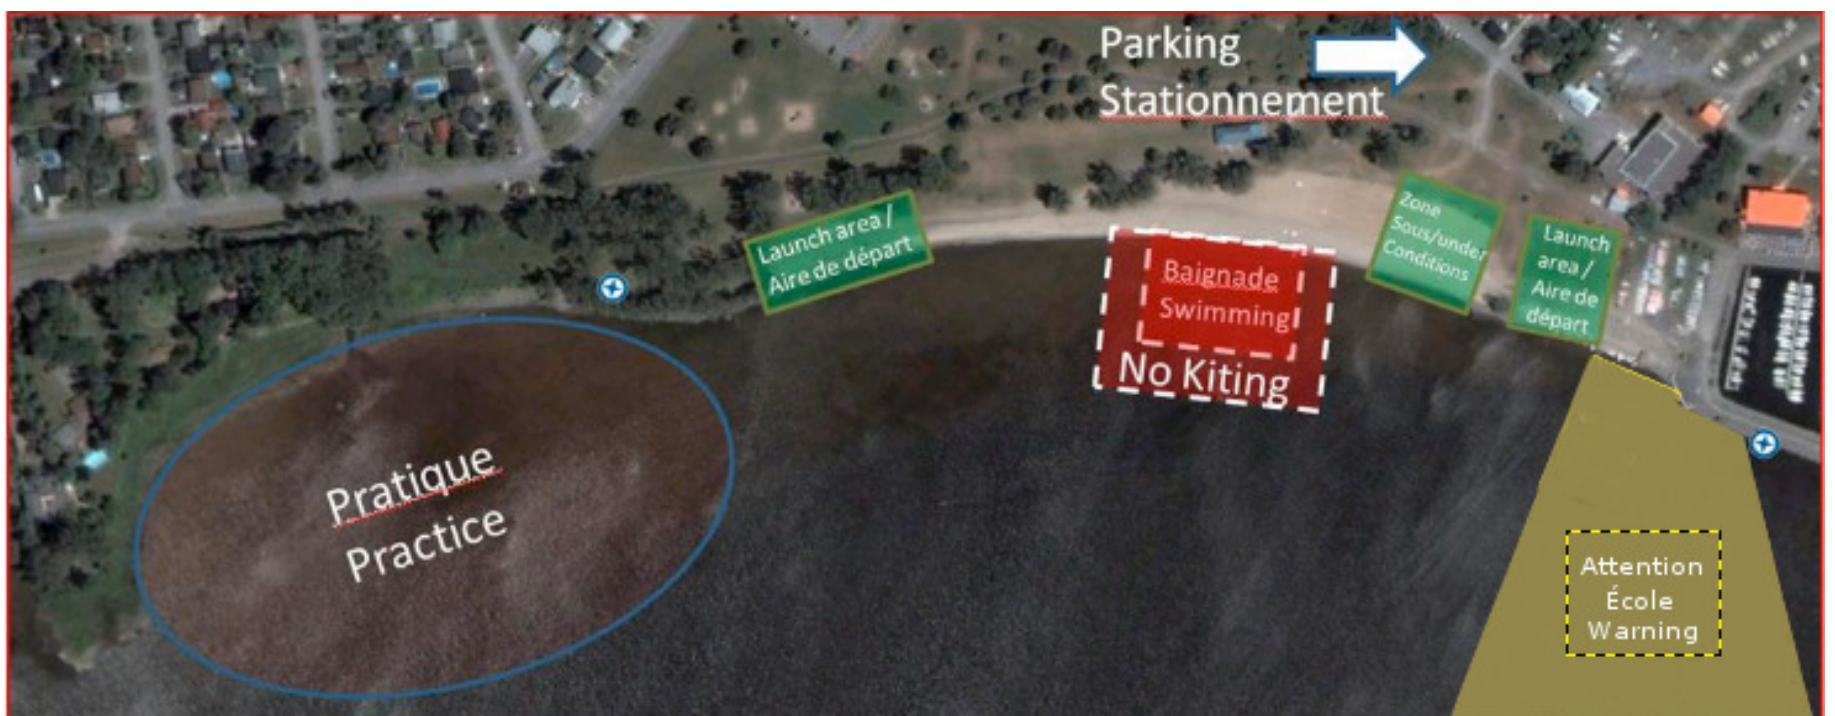 Parking
Stationnement
Launch area /
Aire de départ
Baignade
Swimming
No Kiting
Zone
Sous/under
Conditions
Launch
area /
Aire de
départ
Pratique
Practice
Attention
École
Warning